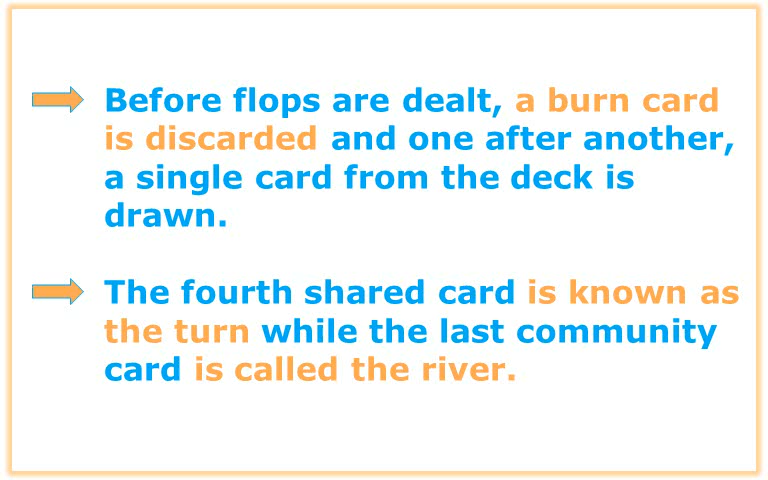 Before flops are dealt, a burn card
is discarded and one after another,
a single card from the deck is
drawn.
The fourth shared card is known as
the turn while the last community
card is called the river.